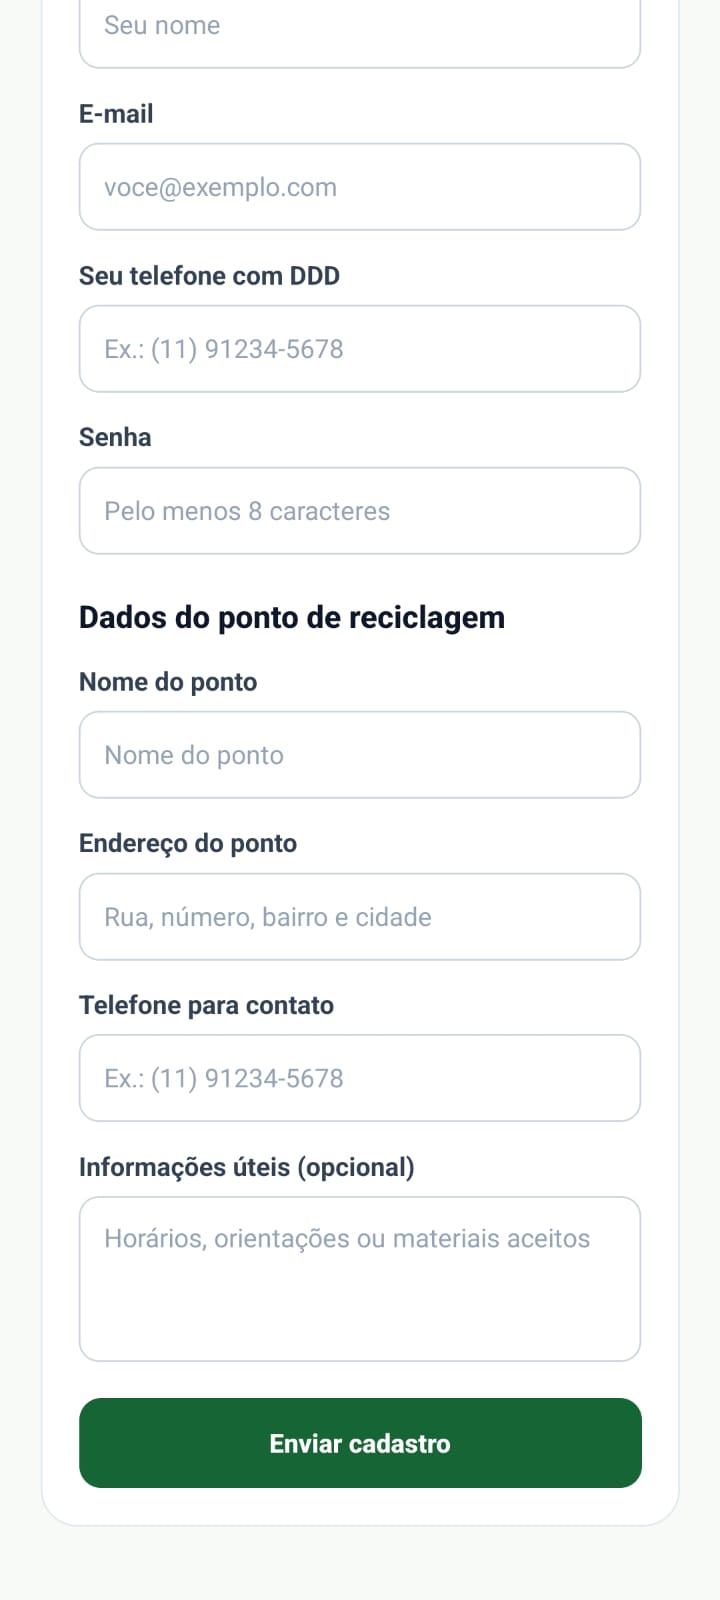 Seu nome
E-mail
voce@exemplo.com
Seu telefone com DDD
Ex.: (11) 91234-5678
Senha
Pelo menos 8 caracteres
Dados do ponto de reciclagem
Nome do ponto
Nome do ponto
Endereço do ponto
Rua, número, bairro e cidade
Telefone para contato
Ex.: (11) 91234-5678
Informações úteis (opcional)
Horários, orientações ou materiais aceitos
Enviar cadastro